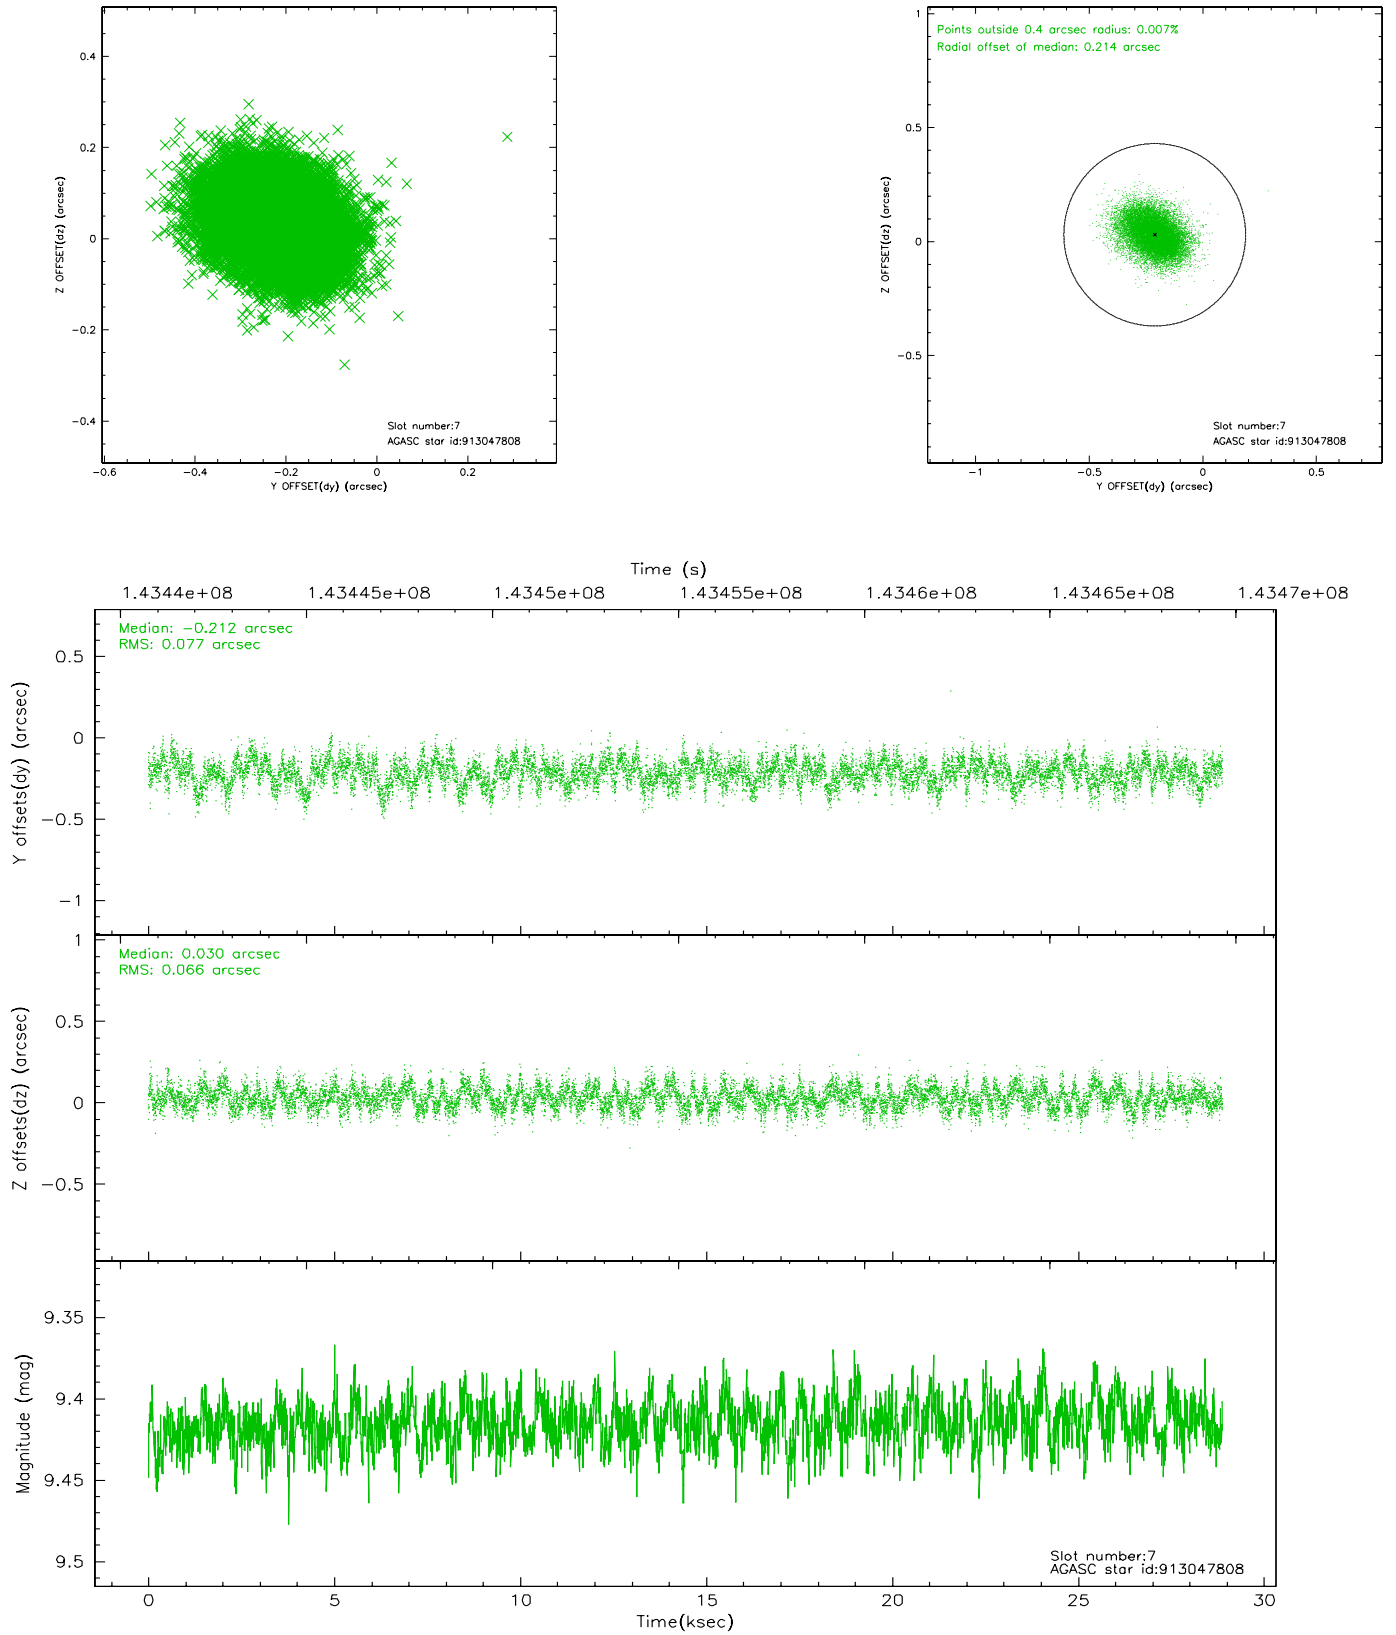 0.4
0.2
0
−0.2
−0.4
Z OFFSET(dz) (arcsec)
Slot number:7
AGASC star id:913047808
−0.6
−0.4
−0.2
0
0.2
Y OFFSET(dy) (arcsec)
Points outside 0.4 arcsec radius: 0.007%
Radial offset of median: 0.214 arcsec
1
0.5
0
−0.5
Z OFFSET(dz) (arcsec)
Slot number:7
AGASC star id:913047808
−1
−0.5
0
0.5
Y OFFSET(dy) (arcsec)
Time (s)
1.4344e+08
1.43445e+08
1.4345e+08
1.43455e+08
1.4346e+08
1.43465e+08
1.4347e+08
Median: −0.212 arcsec
RMS: 0.077 arcsec
0.5
0
−0.5
−1
Y offsets(dy) (arcsec)
Median: 0.030 arcsec
RMS: 0.066 arcsec
1
0.5
0
−0.5
Z offsets(dz) (arcsec)
9.35
9.4
9.45
9.5
Magnitude (mag)
Slot number:7
AGASC star id:913047808
0
5
10
15
20
25
30
Time(ksec)